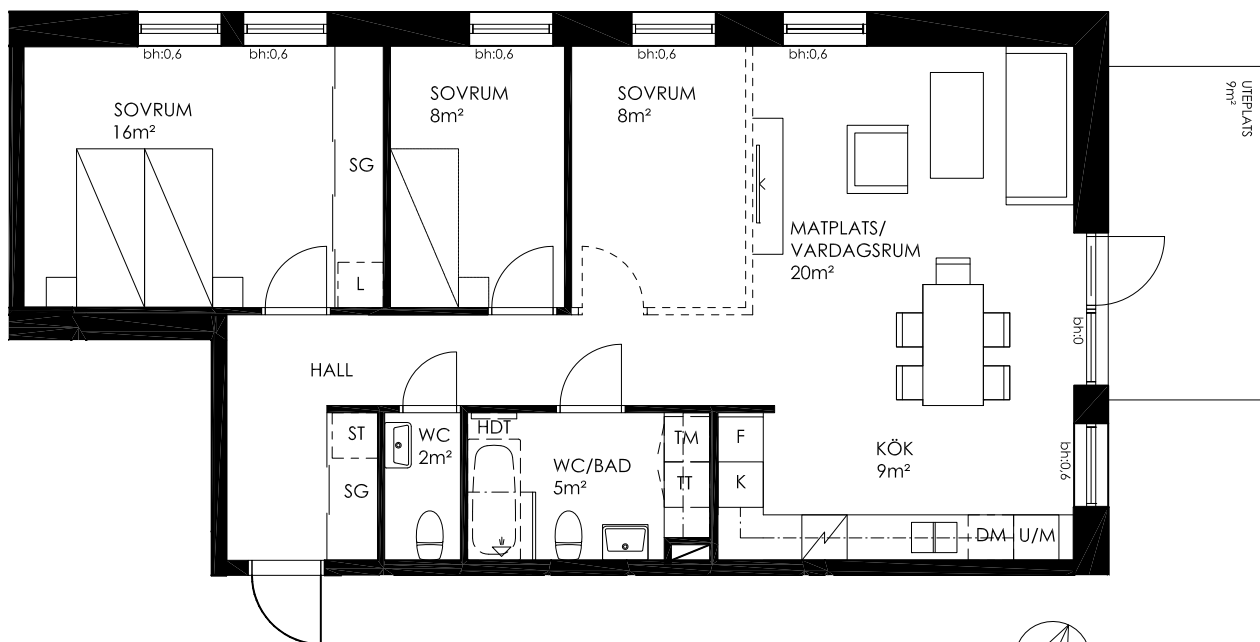 bh:0,6
bh:0,6
bh:0,6
bh:0,6
bh:0,6
SOVRUM
16m²
SOVRUM
8m²
SOVRUM
8m²
UTEPLATS
9m²
SG
L
MATPLATS/
VARDAGSRUM
20m²
bh:0
HALL
ST
SG
WC
2m²
HDT
WC/BAD
5m²
TM
TT
F
K
KÖK
9m²
bh:0,6
DM
U/M